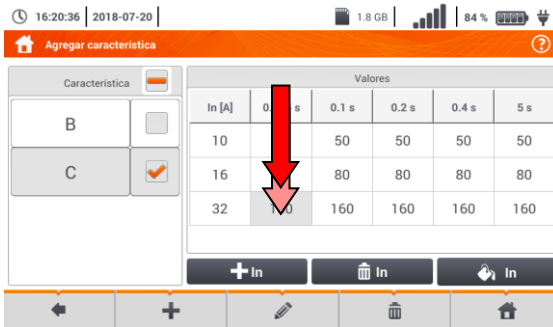 16:20:36 2018-07-20 1.8 GB 84 %
Agregar característica ?
Característica Valores
In [A] 0.1 s 0.2 s 0.4 s 5 s
B
10 50 50 50 50
C
16 80 80 80 80
32 160 160 160 160
In In In